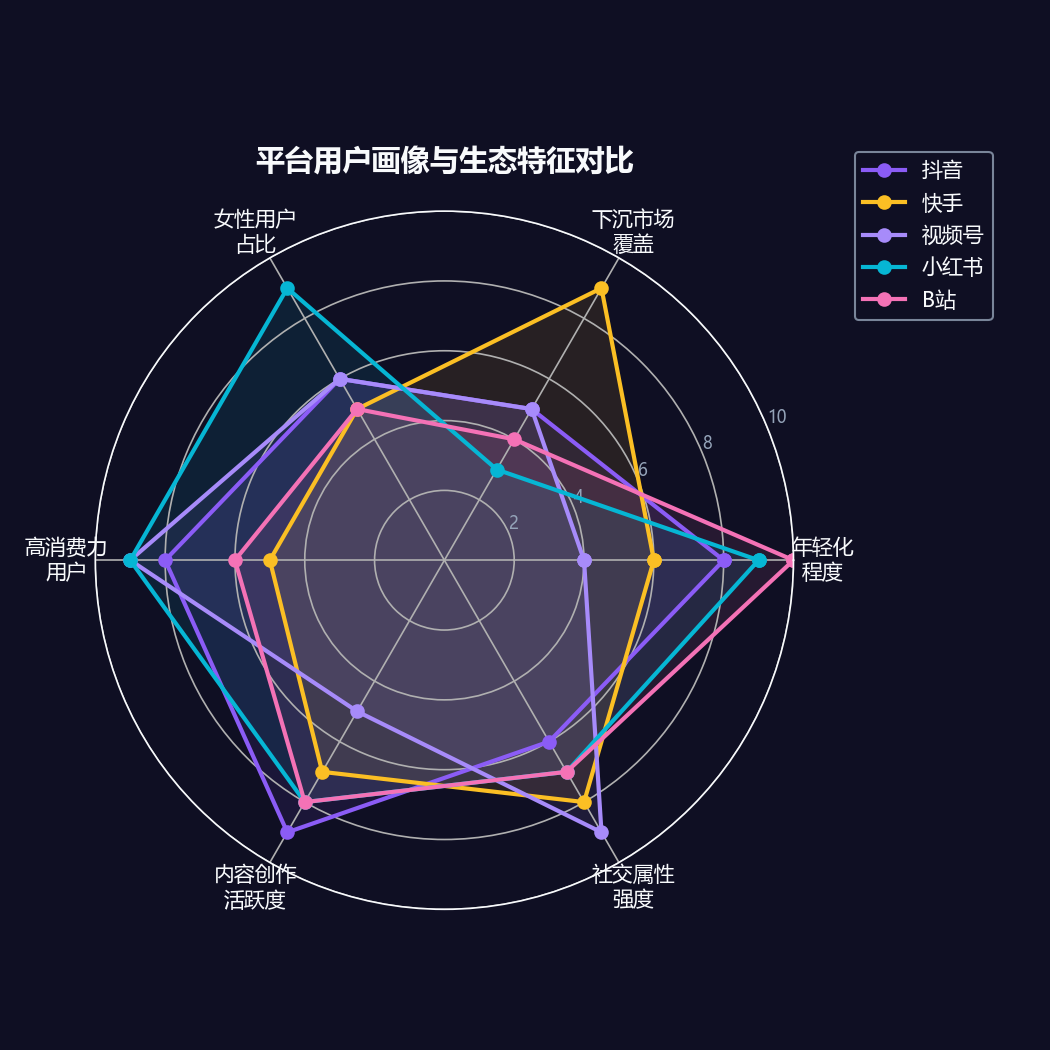 平台用户画像与生态特征对比
抖音
快手
视频号
小红书
B站
女性用户
占比
下沉市场
覆盖
10
8
6
4
2
高消费力
用户
年轻化
程度
内容创作
活跃度
社交属性
强度